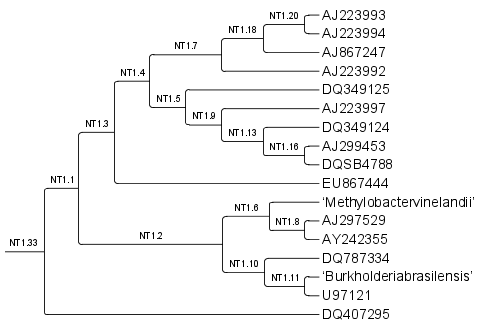 NT1.20 AJ223993
NT1.18 AJ223994
NT1.7 AJ867247
AJ223992
NT1.4 DQ349125
NT1.5 AJ223997
NT1.9 DQ349124
NT1.3 NT1.13 AJ299453
NT1.16 DQSB4788
EU867444
NT1.1 'Methylobactervinelandii'
NT1.6 AJ297529
NT1.8 AY242355
NT1.2 DQ787334
NT1.33 NT1.10 'Burkholderiabrasilensis'
NT1.11 U97121
DQ407295